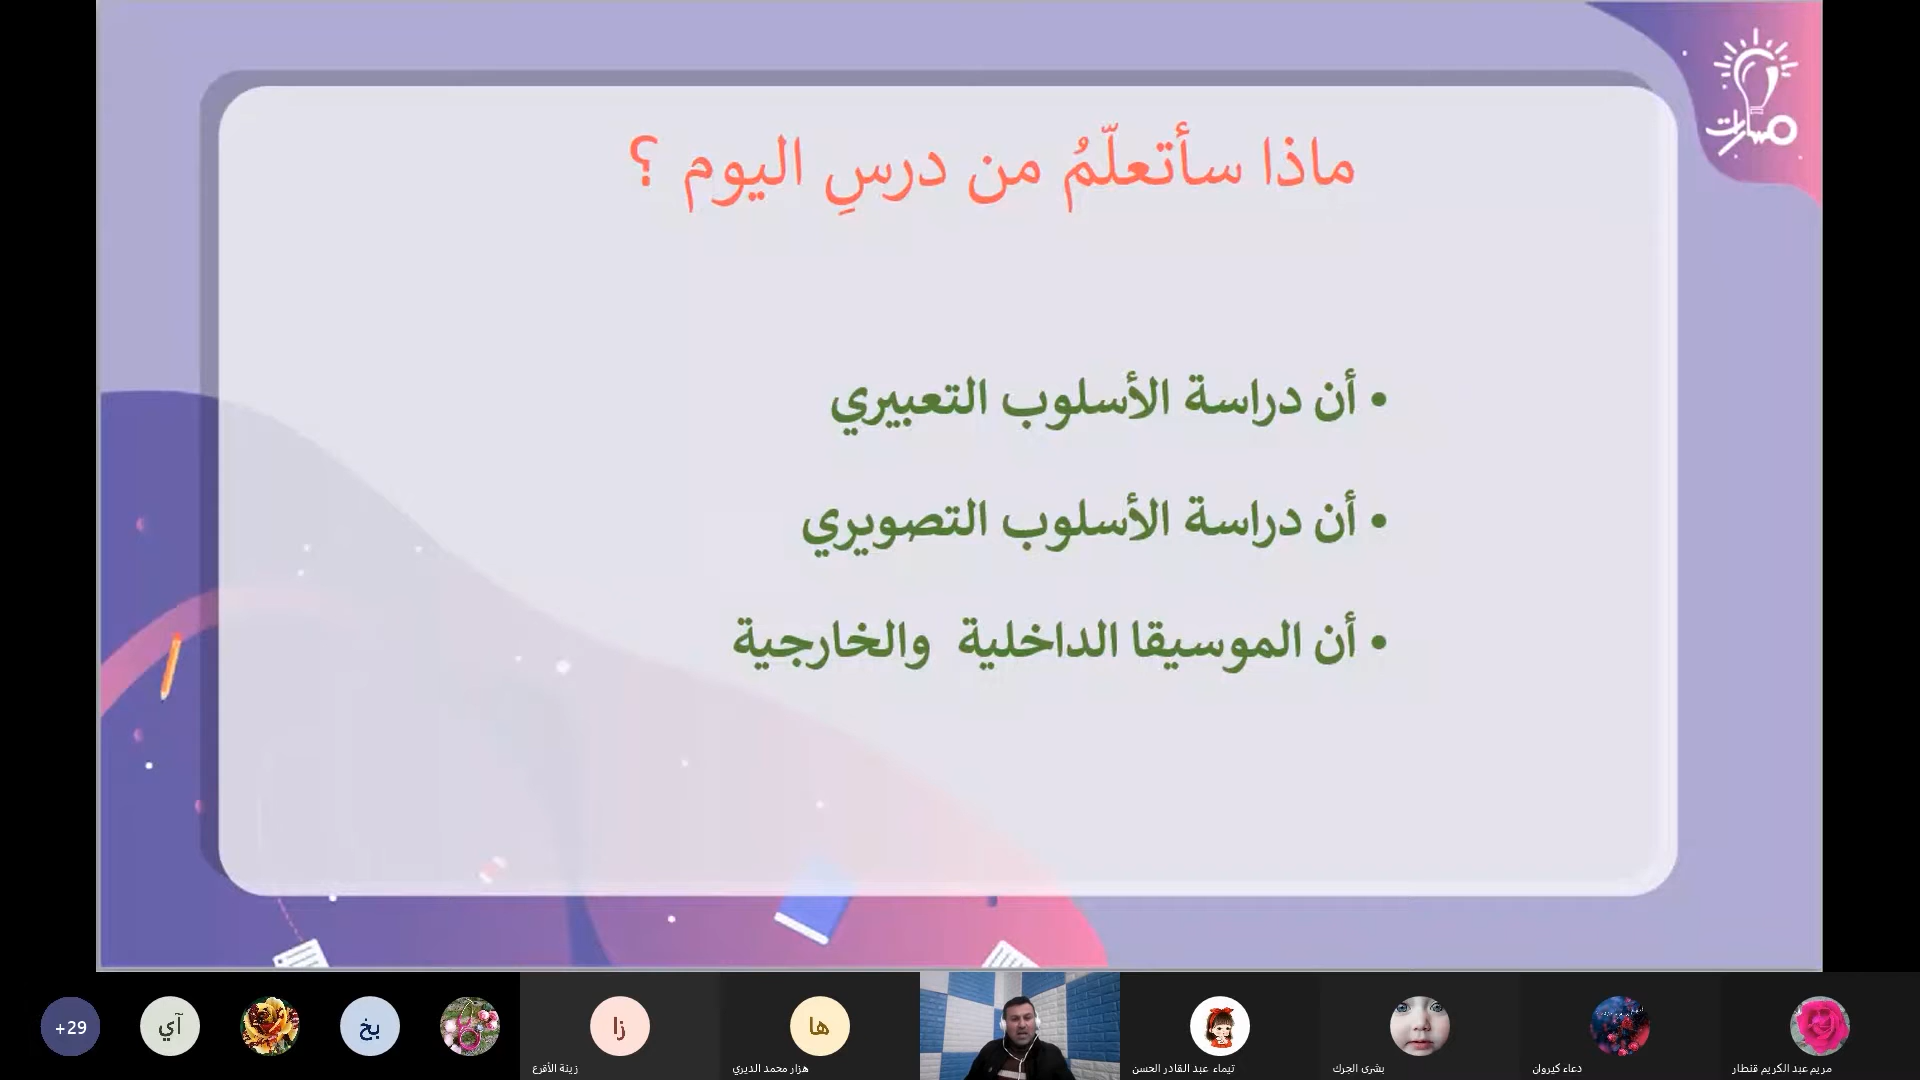 مسارات
ماذا سأتعلّمُ من درسِ اليوم ؟
• أن دراسة الأسلوب التعبيري
• أن دراسة الأسلوب التصويري
• أن الموسيقا الداخلية والخارجية
+29
آي
بخ
زا
ها
زينة الأقرع
هزار محمد الديري
تيماء عبد القادر الحسن
بشرى الجرك
دعاء كيروان
مريم عبد الكريم قنطار